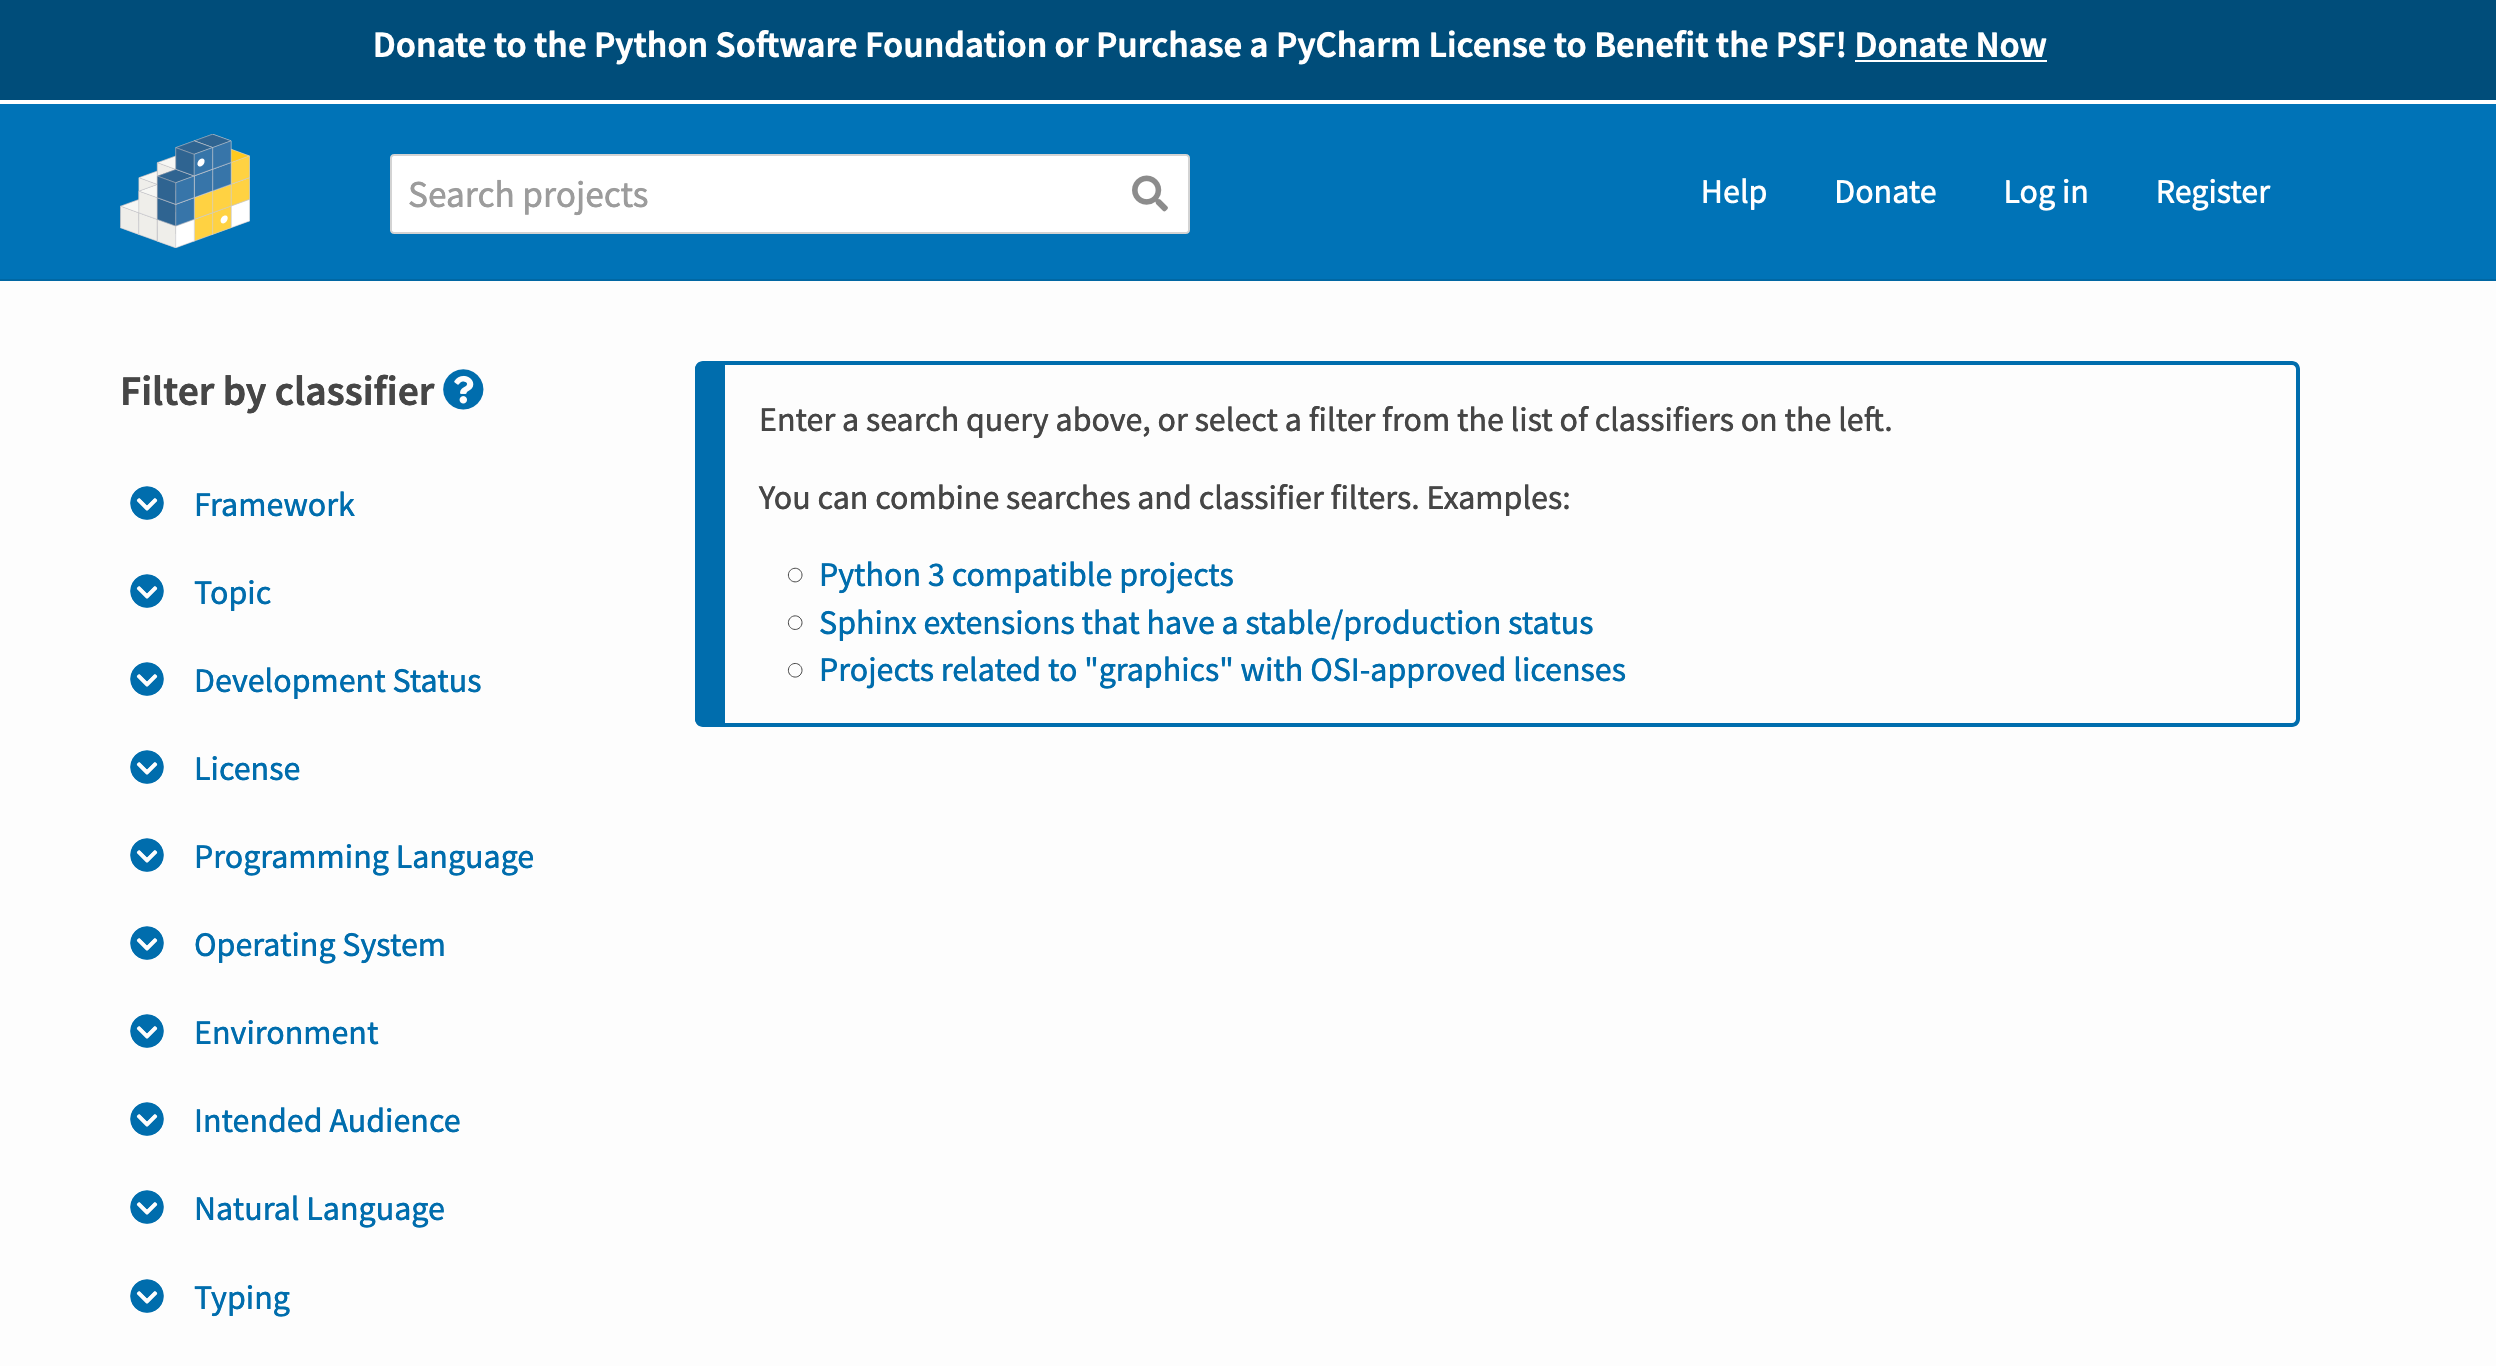 Donate to the Python Software Foundation or Purchase a PyCharm License to Benefit the PSF! Donate Now
Search projects
Help
Donate
Log in
Register
Filter by classifier
Framework
Topic
Development Status
License
Programming Language
Operating System
Environment
Intended Audience
Natural Language
Typing
Enter a search query above, or select a filter from the list of classifiers on the left.
You can combine searches and classifier filters. Examples:
Python 3 compatible projects
Sphinx extensions that have a stable/production status
Projects related to "graphics" with OSI-approved licenses